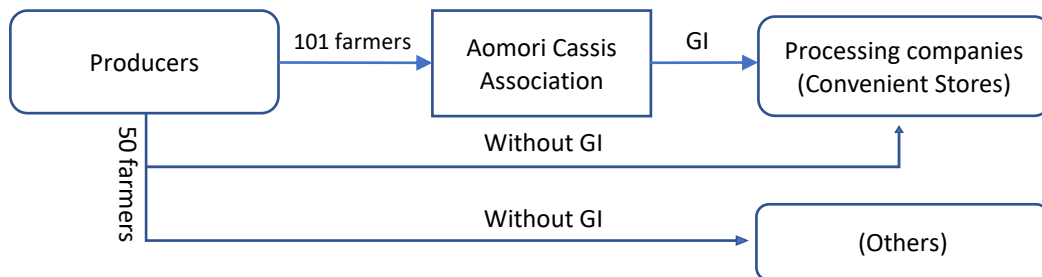 Producers
101 farmers
Aomori Cassis
Association
GI
Processing companies
(Convenient Stores)
50 farmers
Without GI
Without GI
(Others)